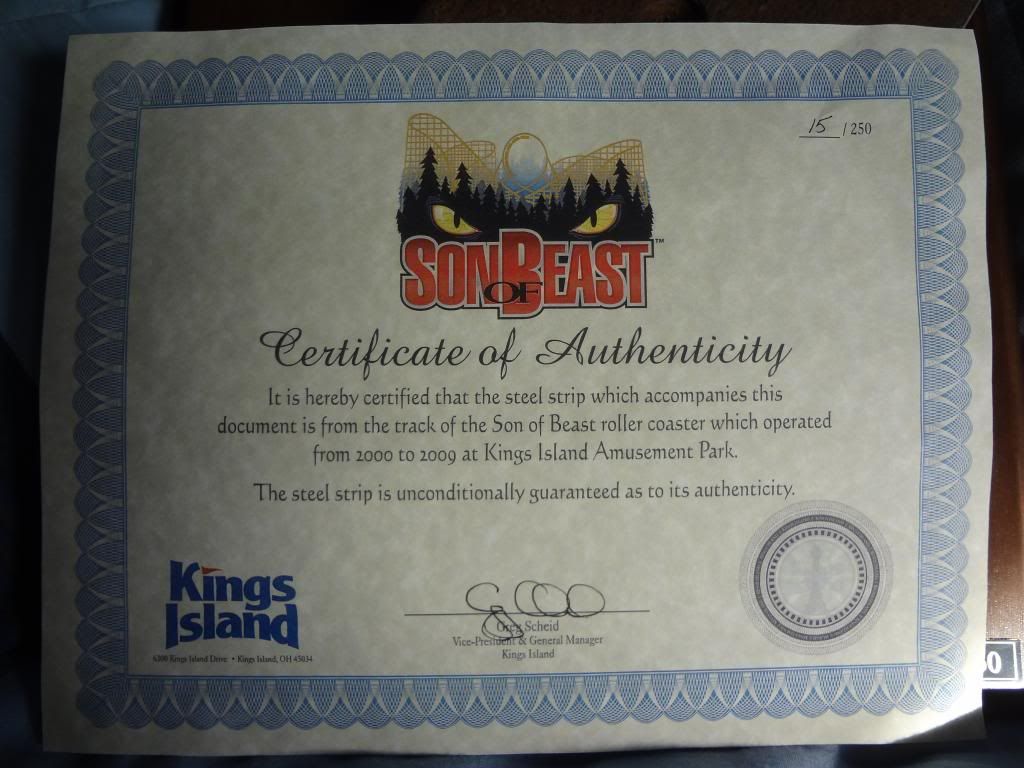 15 / 250
SON OF BEAST™
Certificate of Authenticity
It is hereby certified that the steel strip which accompanies this
document is from the track of the Son of Beast roller coaster which operated
from 2000 to 2009 at Kings Island Amusement Park.
The steel strip is unconditionally guaranteed as to its authenticity.
Kings
Island
6300 Kings Island Drive • Kings Island, OH 45034
Greg Scheid
Vice-President & General Manager
Kings Island